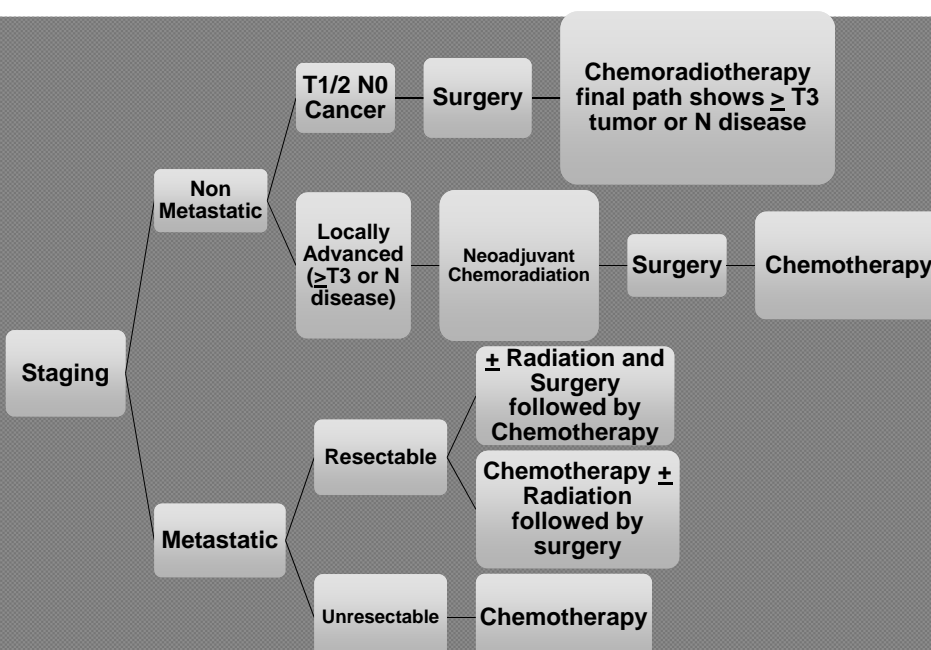 Staging
Non
Metastatic
T1/2 N0
Cancer
Surgery
Chemoradiotherapy
final path shows ≥ T3
tumor or N disease
Locally
Advanced
(≥T3 or N
disease)
Neoadjuvant
Chemoradiation
Surgery
Chemotherapy
Metastatic
Resectable
± Radiation and
Surgery
followed by
Chemotherapy
Chemotherapy ±
Radiation
followed by
surgery
Unresectable
Chemotherapy